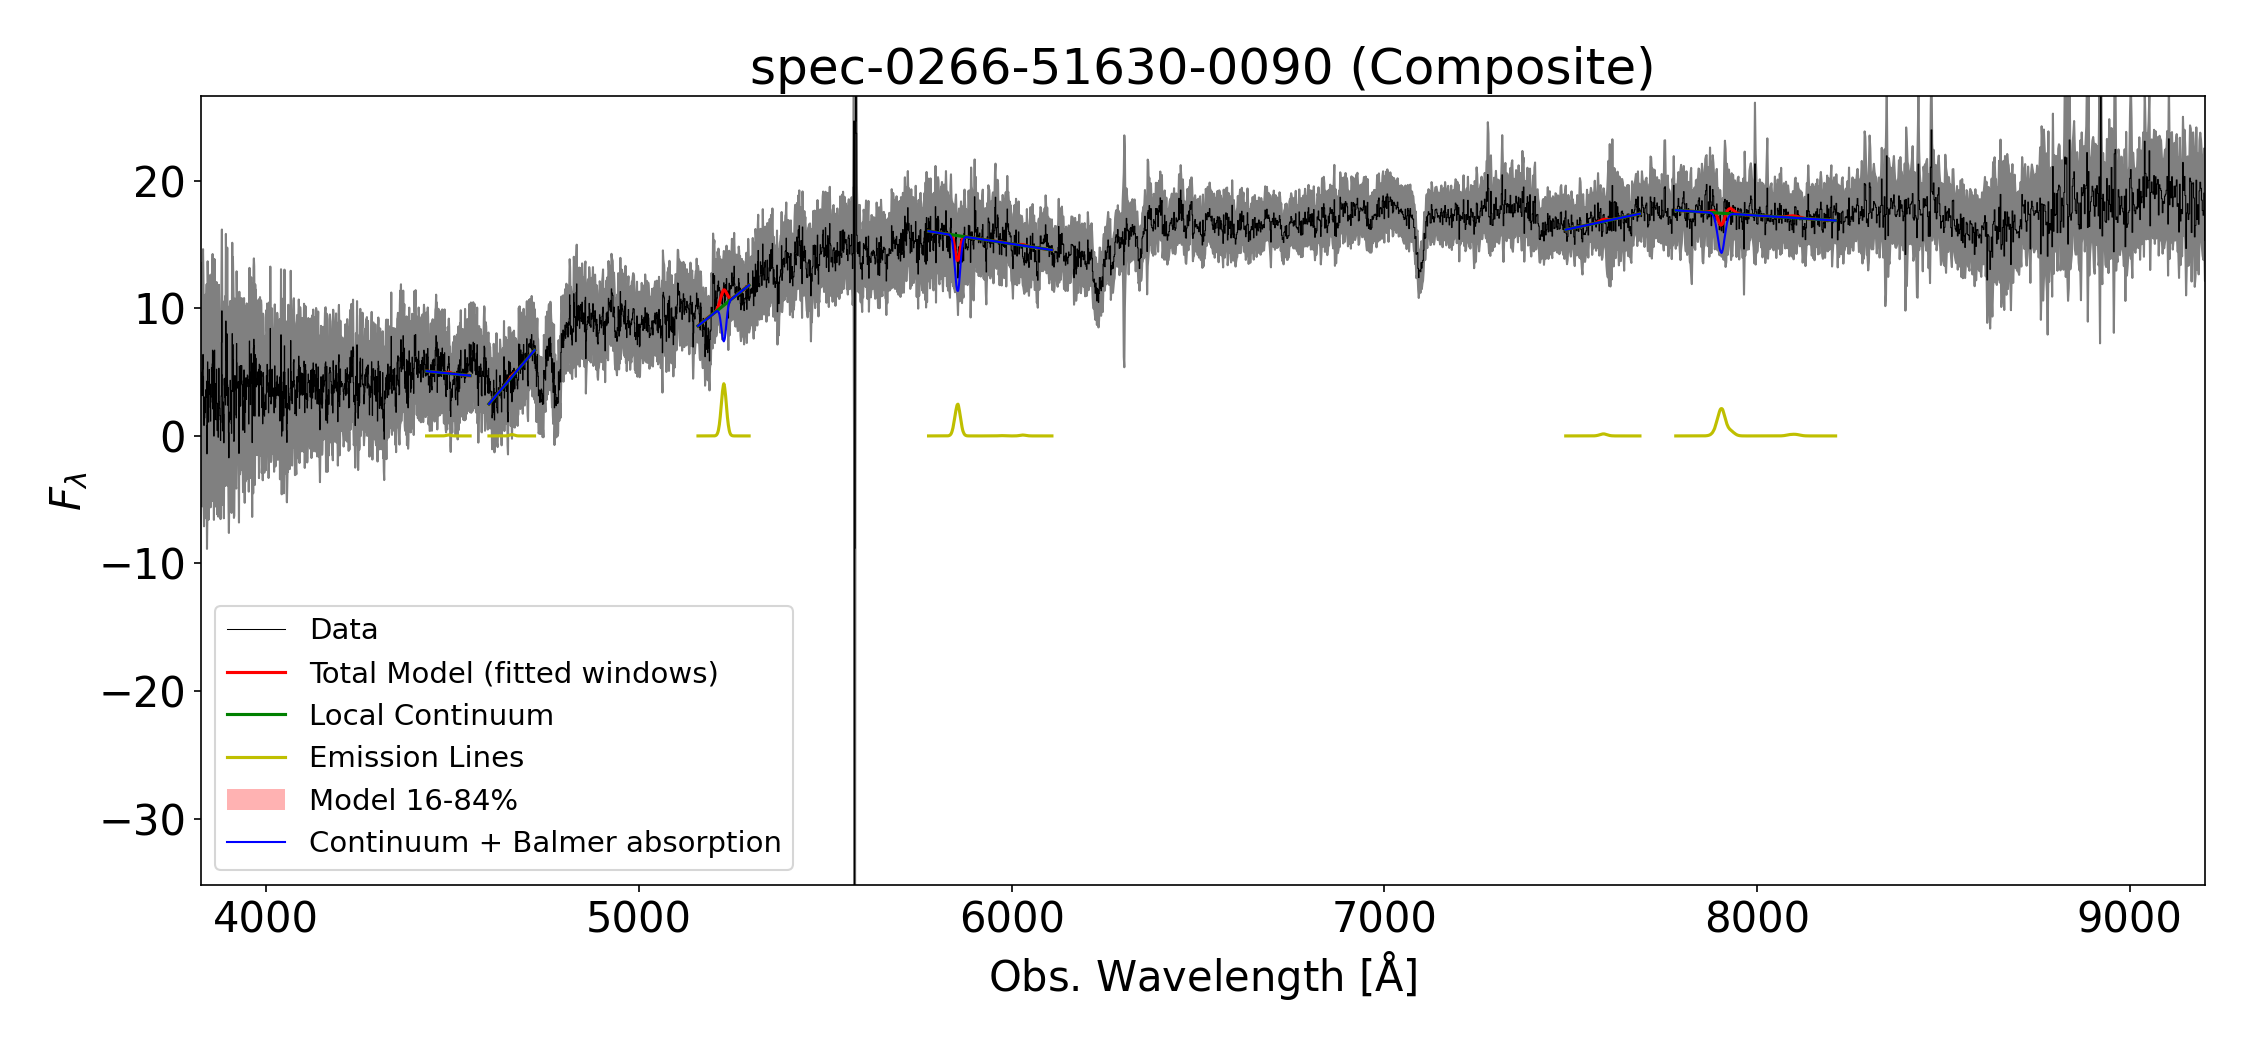 spec-0266-51630-0090 (Composite)
20
10
0
−10
−20
−30
F_λ
Data
Total Model (fitted windows)
Local Continuum
Emission Lines
Model 16-84%
Continuum + Balmer absorption
4000 5000 6000 7000 8000 9000
Obs. Wavelength [Å]